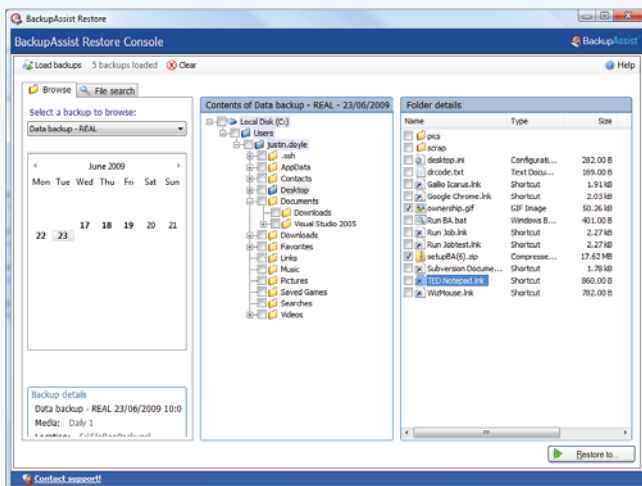 BackupAssist Restore
BackupAssist Restore Console
BackupAssist
Load backups 5 backups loaded Clear
Help
Browse File search
Select a backup to browse:
Data backup - REAL
June 2009
Mon Tue Wed Thu Fri Sat Sun
17 18 19 20 21
22 23
Backup details
Data backup - REAL 23/06/2009 10:0
Media: Daily 1
Contents of Data backup - REAL - 23/06/2009
Local Disk (C:)
Users
justin.doyle
.ssh
AppData
Contacts
Desktop
Documents
Downloads
Visual Studio 2005
Downloads
Favorites
Links
Music
Pictures
Saved Games
Searches
Videos
Folder details
Name Type Size
pics
scrap
desktop.ini Configurati... 282.00 B
drcode.txt Text Docu... 169.00 B
Gallio Icarus.lnk Shortcut 1.91 kB
Google Chrome.lnk Shortcut 2.03 kB
ownership.gif GIF Image 50.26 kB
Run BA.bat Windows B... 401.00 B
Run Job.lnk Shortcut 2.27 kB
Run Jobtest.lnk Shortcut 2.27 kB
setupBA(6).zip Compresse... 17.62 MB
Subversion Docume... Shortcut 1.78 kB
TED Notepad.lnk Shortcut 860.00 B
WizMouse.lnk Shortcut 782.00 B
Restore to...
Contact support!